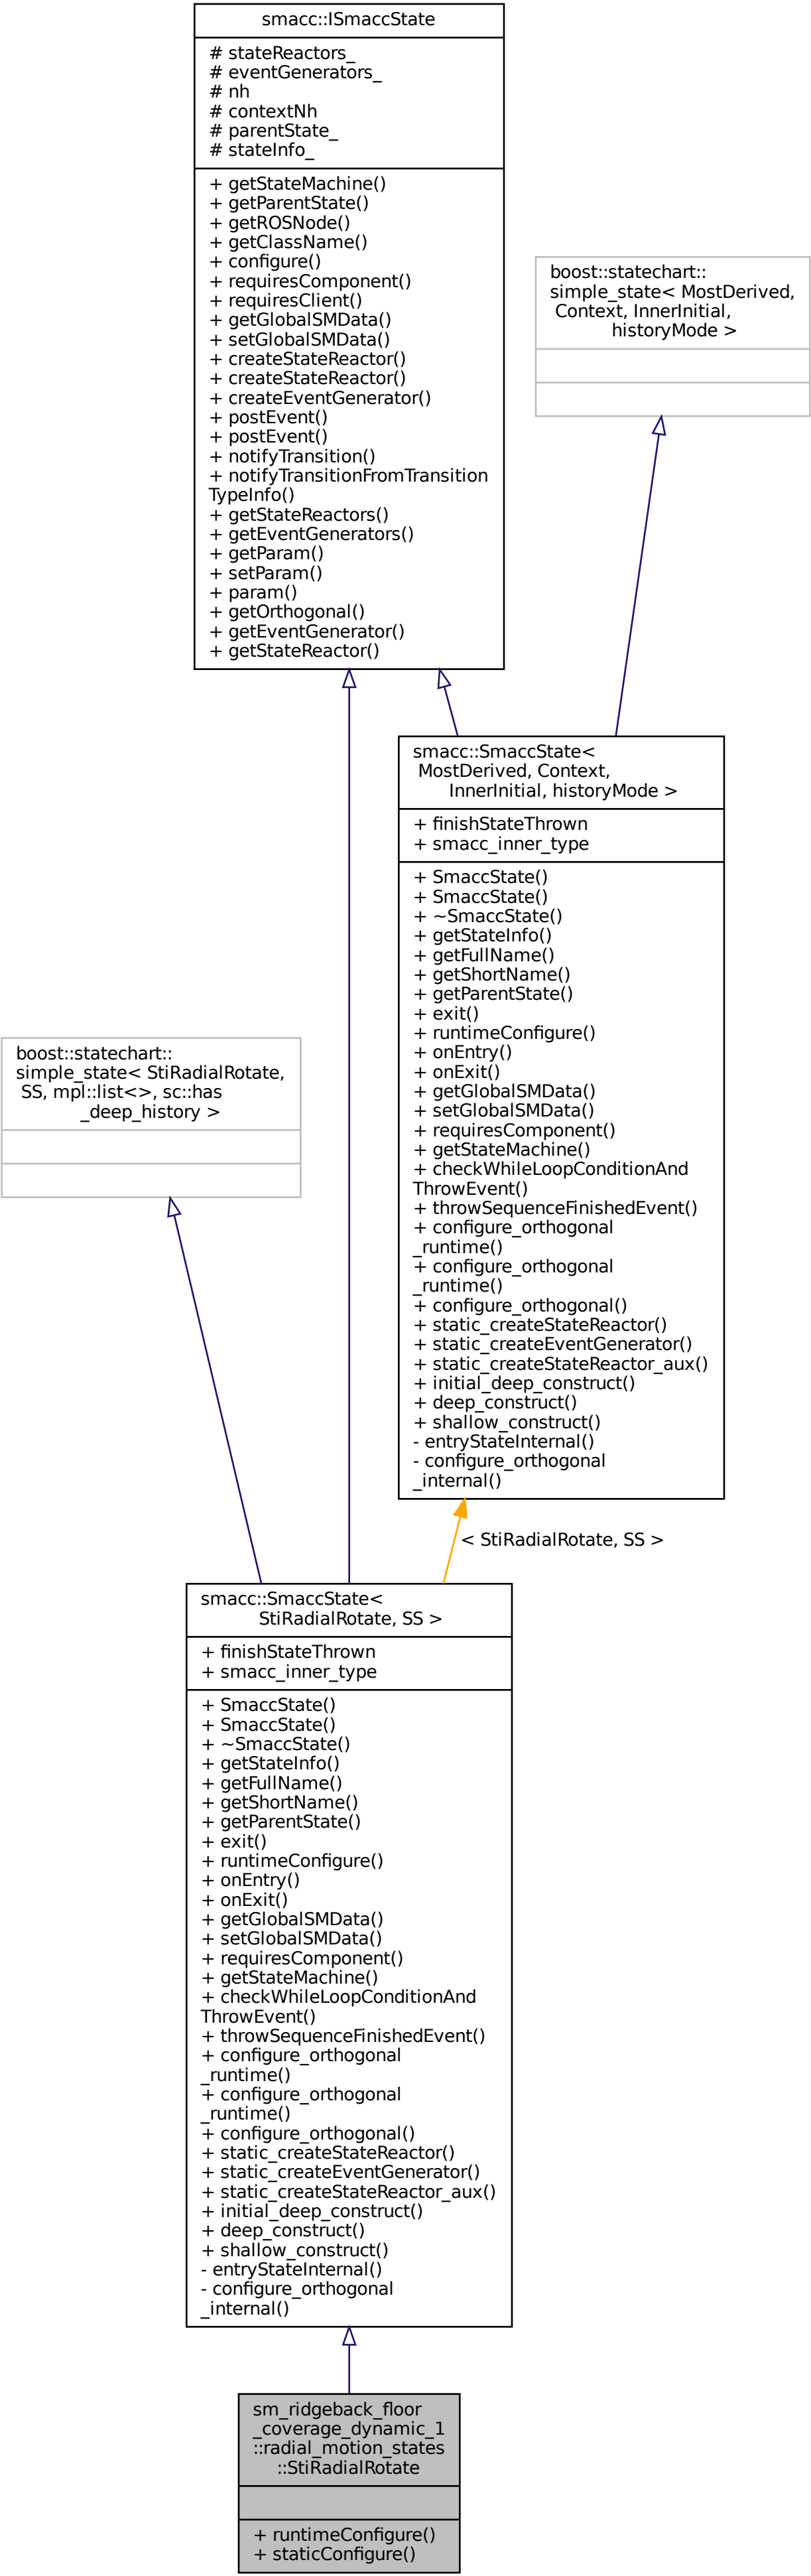 smacc::ISmaccState
# stateReactors_
# eventGenerators_
# nh
# contextNh
# parentState_
# stateInfo_
+ getStateMachine()
+ getParentState()
+ getROSNode()
+ getClassName()
+ configure()
+ requiresComponent()
+ requiresClient()
+ getGlobalSMData()
+ setGlobalSMData()
+ createStateReactor()
+ createStateReactor()
+ createEventGenerator()
+ postEvent()
+ postEvent()
+ notifyTransition()
+ notifyTransitionFromTransition
TypeInfo()
+ getStateReactors()
+ getEventGenerators()
+ getParam()
+ setParam()
+ param()
+ getOrthogonal()
+ getEventGenerator()
+ getStateReactor()
boost::statechart::
simple_state< MostDerived,
Context, InnerInitial,
historyMode >
smacc::SmaccState<
MostDerived, Context,
InnerInitial, historyMode >
+ finishStateThrown
+ smacc_inner_type
+ SmaccState()
+ SmaccState()
+ ~SmaccState()
+ getStateInfo()
+ getFullName()
+ getShortName()
+ getParentState()
+ exit()
+ runtimeConfigure()
+ onEntry()
+ onExit()
+ getGlobalSMData()
+ setGlobalSMData()
+ requiresComponent()
+ getStateMachine()
+ checkWhileLoopConditionAnd
ThrowEvent()
+ throwSequenceFinishedEvent()
+ configure_orthogonal
_runtime()
+ configure_orthogonal
_runtime()
+ configure_orthogonal()
+ static_createStateReactor()
+ static_createEventGenerator()
+ static_createStateReactor_aux()
+ initial_deep_construct()
+ deep_construct()
+ shallow_construct()
- entryStateInternal()
- configure_orthogonal
_internal()
boost::statechart::
simple_state< StiRadialRotate,
SS, mpl::list<>, sc::has
_deep_history >
< StiRadialRotate, SS >
smacc::SmaccState<
StiRadialRotate, SS >
+ finishStateThrown
+ smacc_inner_type
+ SmaccState()
+ SmaccState()
+ ~SmaccState()
+ getStateInfo()
+ getFullName()
+ getShortName()
+ getParentState()
+ exit()
+ runtimeConfigure()
+ onEntry()
+ onExit()
+ getGlobalSMData()
+ setGlobalSMData()
+ requiresComponent()
+ getStateMachine()
+ checkWhileLoopConditionAnd
ThrowEvent()
+ throwSequenceFinishedEvent()
+ configure_orthogonal
_runtime()
+ configure_orthogonal
_runtime()
+ configure_orthogonal()
+ static_createStateReactor()
+ static_createEventGenerator()
+ static_createStateReactor_aux()
+ initial_deep_construct()
+ deep_construct()
+ shallow_construct()
- entryStateInternal()
- configure_orthogonal
_internal()
sm_ridgeback_floor
_coverage_dynamic_1
::radial_motion_states
::StiRadialRotate
+ runtimeConfigure()
+ staticConfigure()